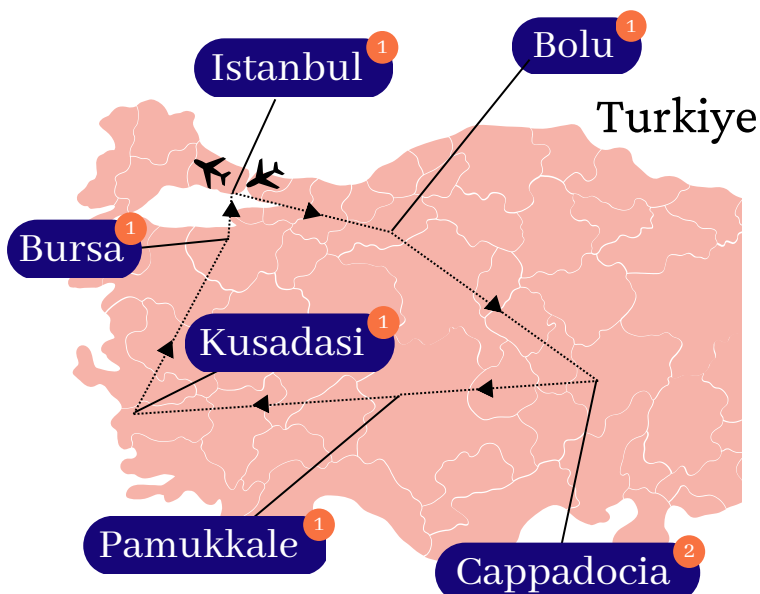 Istanbul 1
Bolu 1
Turkiye
Bursa 1
Kusadasi 1
Pamukkale 1
Cappadocia 2